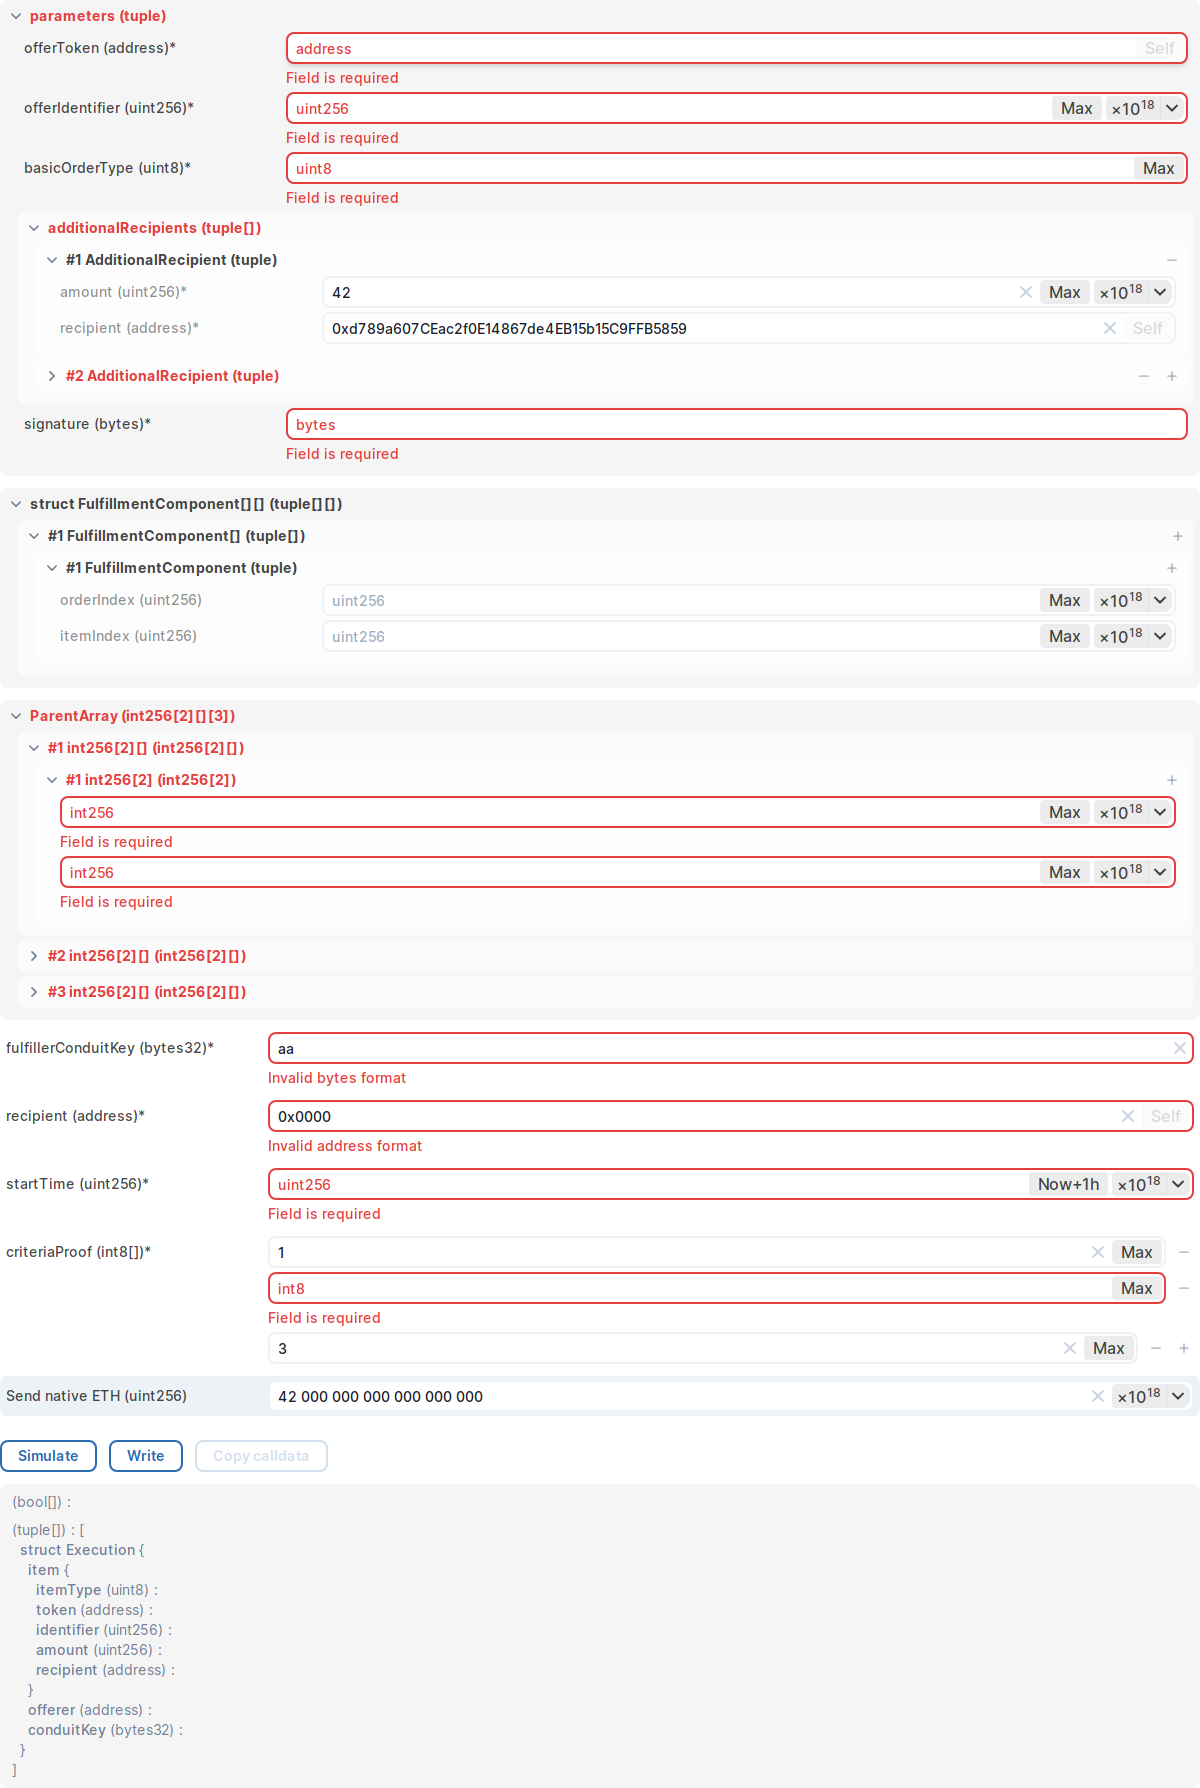 parameters (tuple)
offerToken (address)*
address
Self
Field is required
offerIdentifier (uint256)*
uint256
Max
×10^18
Field is required
basicOrderType (uint8)*
uint8
Max
Field is required
additionalRecipients (tuple[])
#1 AdditionalRecipient (tuple)
amount (uint256)*
42
Max
×10^18
recipient (address)*
0xd789a607CEac2f0E14867de4EB15b15C9FFB5859
Self
#2 AdditionalRecipient (tuple)
signature (bytes)*
bytes
Field is required
struct FulfillmentComponent[][] (tuple[][])
#1 FulfillmentComponent[] (tuple[])
#1 FulfillmentComponent (tuple)
orderIndex (uint256)
uint256
Max
×10^18
itemIndex (uint256)
uint256
Max
×10^18
ParentArray (int256[2][][3])
#1 int256[2][] (int256[2][])
#1 int256[2] (int256[2])
int256
Max
×10^18
Field is required
int256
Max
×10^18
Field is required
#2 int256[2][] (int256[2][])
#3 int256[2][] (int256[2][])
fulfillerConduitKey (bytes32)*
aa
Invalid bytes format
recipient (address)*
0x0000
Self
Invalid address format
startTime (uint256)*
uint256
Now+1h
×10^18
Field is required
criteriaProof (int8[])*
1
Max
int8
Max
Field is required
3
Max
Send native ETH (uint256)
42 000 000 000 000 000 000
×10^18
Simulate
Write
Copy calldata
(bool[]) :
(tuple[]) : [
struct Execution {
item {
itemType (uint8) :
token (address) :
identifier (uint256) :
amount (uint256) :
recipient (address) :
}
offerer (address) :
conduitKey (bytes32) :
}
]